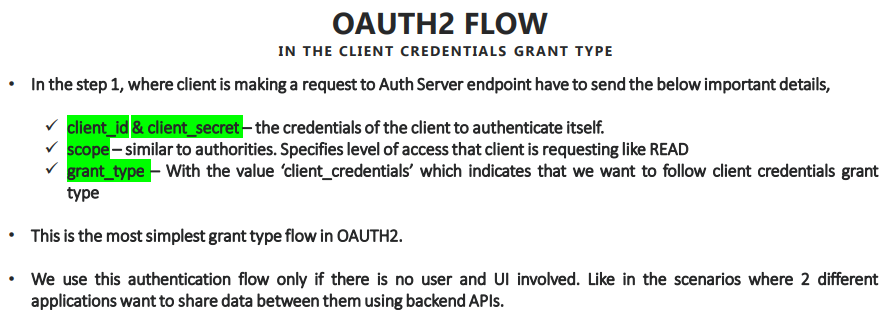 OAUTH2 FLOW
IN THE CLIENT CREDENTIALS GRANT TYPE
• In the step 1, where client is making a request to Auth Server endpoint have to send the below important details,
✓ client_id & client_secret – the credentials of the client to authenticate itself.
✓ scope – similar to authorities. Specifies level of access that client is requesting like READ
✓ grant_type – With the value ‘client_credentials’ which indicates that we want to follow client credentials grant
type
• This is the most simplest grant type flow in OAUTH2.
• We use this authentication flow only if there is no user and UI involved. Like in the scenarios where 2 different
applications want to share data between them using backend APIs.